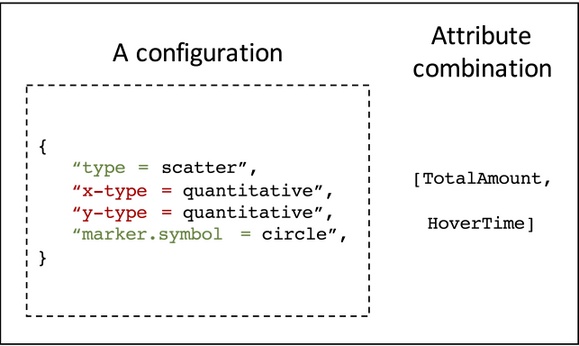 A configuration
Attribute
combination
{
“type = scatter”,
“x-type = quantitative”,
“y-type = quantitative”,
“marker.symbol = circle”,
}
[TotalAmount,
HoverTime]